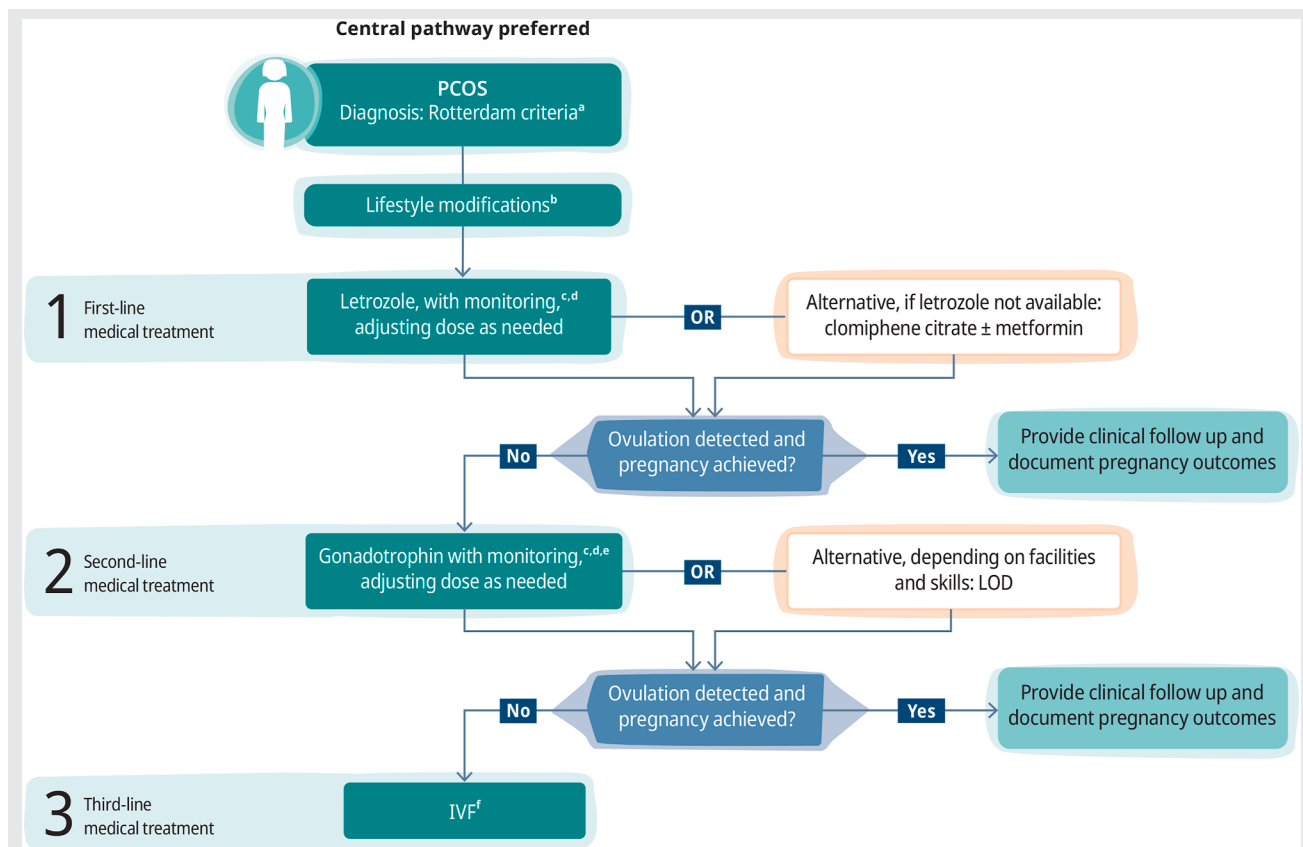 Central pathway preferred
PCOS
Diagnosis: Rotterdam criteriaᵃ
Lifestyle modificationsᵇ
1
First-line
medical treatment
Letrozole, with monitoring,ᶜ,ᵈ
adjusting dose as needed
OR
Alternative, if letrozole not available:
clomiphene citrate ± metformin
Ovulation detected and
pregnancy achieved?
No
Yes
Provide clinical follow up and
document pregnancy outcomes
2
Second-line
medical treatment
Gonadotrophin with monitoring,ᶜ,ᵈ,ᵉ
adjusting dose as needed
OR
Alternative, depending on facilities
and skills: LOD
Ovulation detected and
pregnancy achieved?
No
Yes
Provide clinical follow up and
document pregnancy outcomes
3
Third-line
medical treatment
IVFᶠ